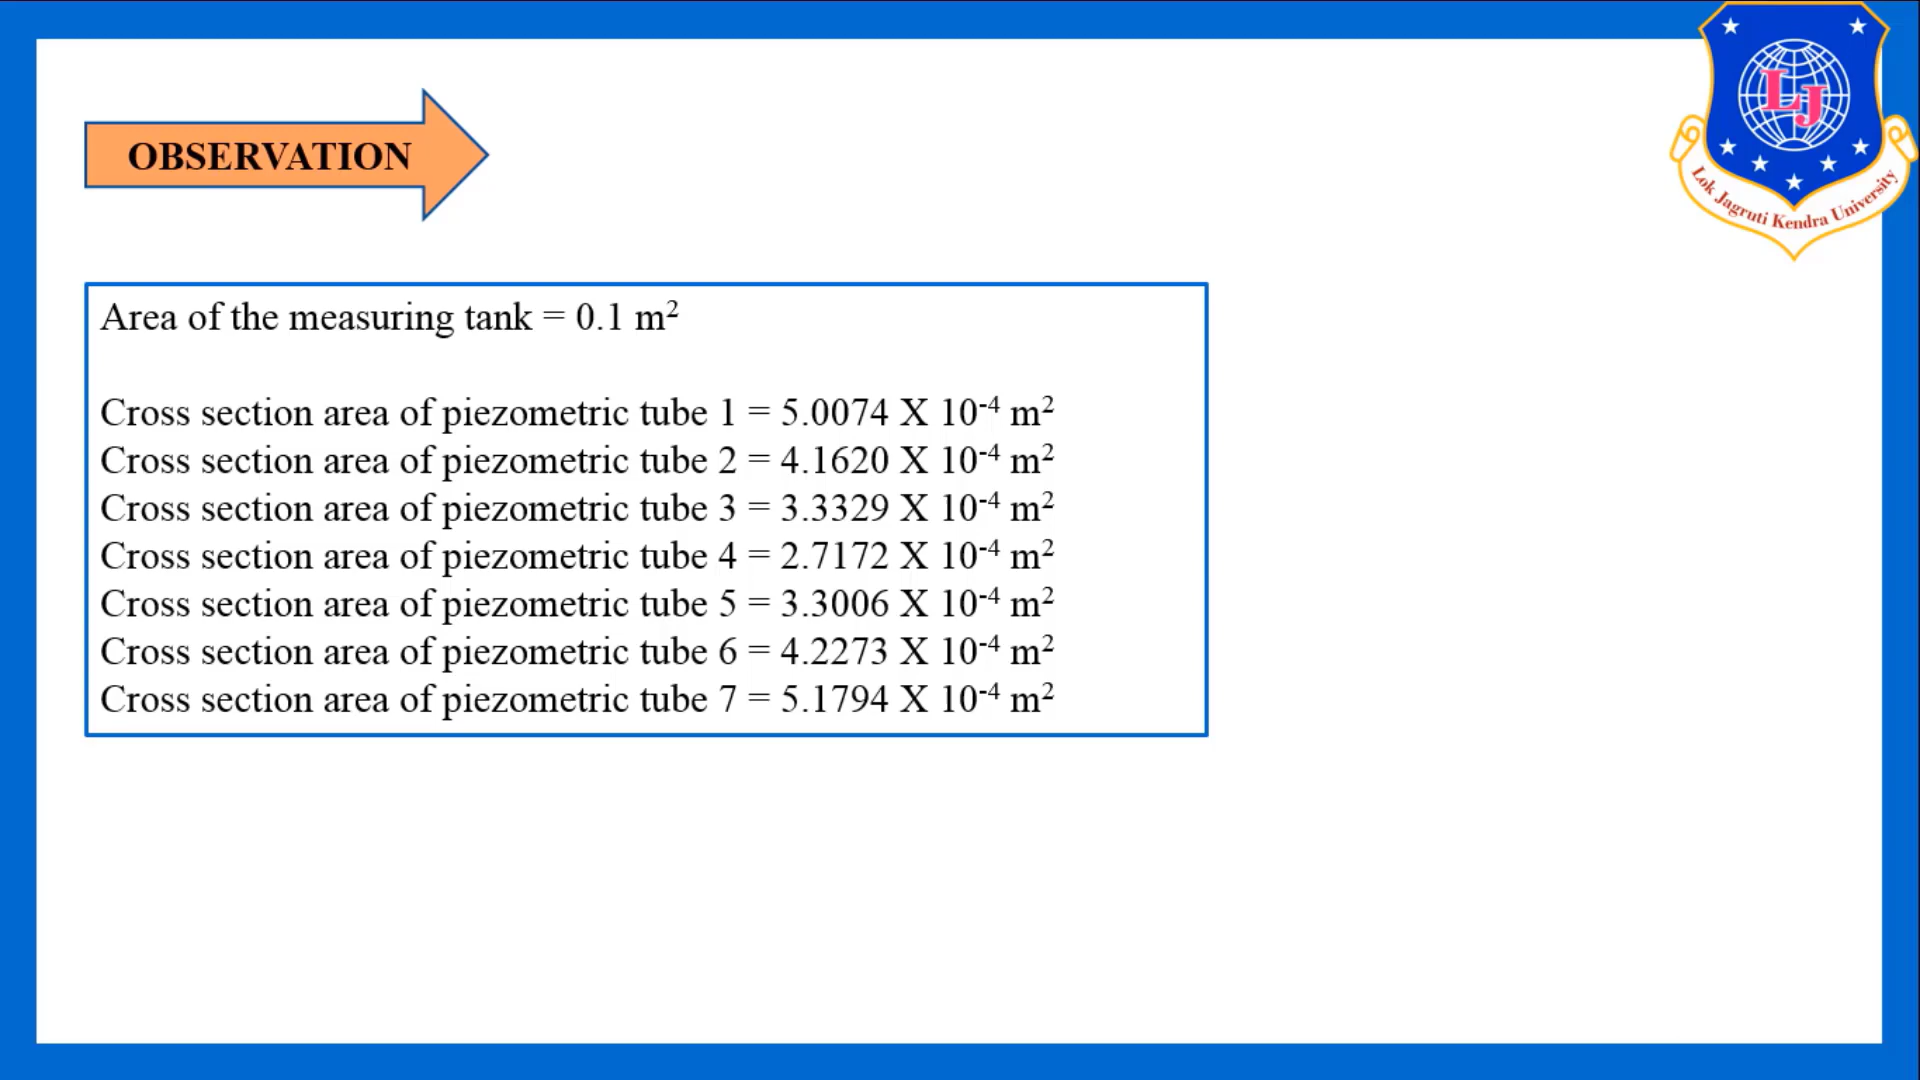 OBSERVATION
LJ
Lok Jagruti Kendra University
Area of the measuring tank = 0.1 m²
Cross section area of piezometric tube 1 = 5.0074 X 10⁻⁴ m²
Cross section area of piezometric tube 2 = 4.1620 X 10⁻⁴ m²
Cross section area of piezometric tube 3 = 3.3329 X 10⁻⁴ m²
Cross section area of piezometric tube 4 = 2.7172 X 10⁻⁴ m²
Cross section area of piezometric tube 5 = 3.3006 X 10⁻⁴ m²
Cross section area of piezometric tube 6 = 4.2273 X 10⁻⁴ m²
Cross section area of piezometric tube 7 = 5.1794 X 10⁻⁴ m²